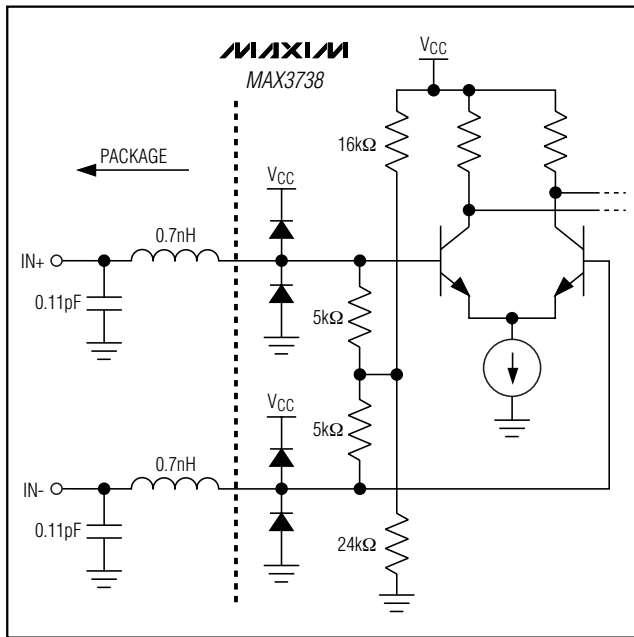 MAXIM
MAX3738
VCC
16kΩ
PACKAGE
VCC
0.7nH
IN+
0.11pF
5kΩ
VCC
5kΩ
0.7nH
IN-
0.11pF
24kΩ